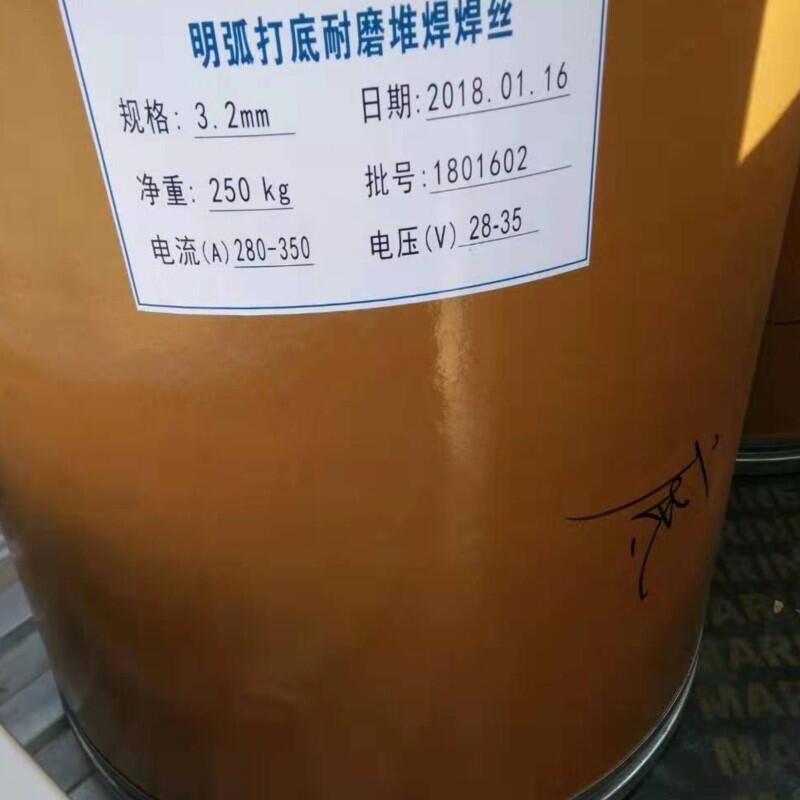 明弧打底耐磨堆焊焊丝
规格: 3.2mm 日期: 2018.01.16
净重: 250 kg 批号: 1801602
电流(A) 280-350 电压(V) 28-35